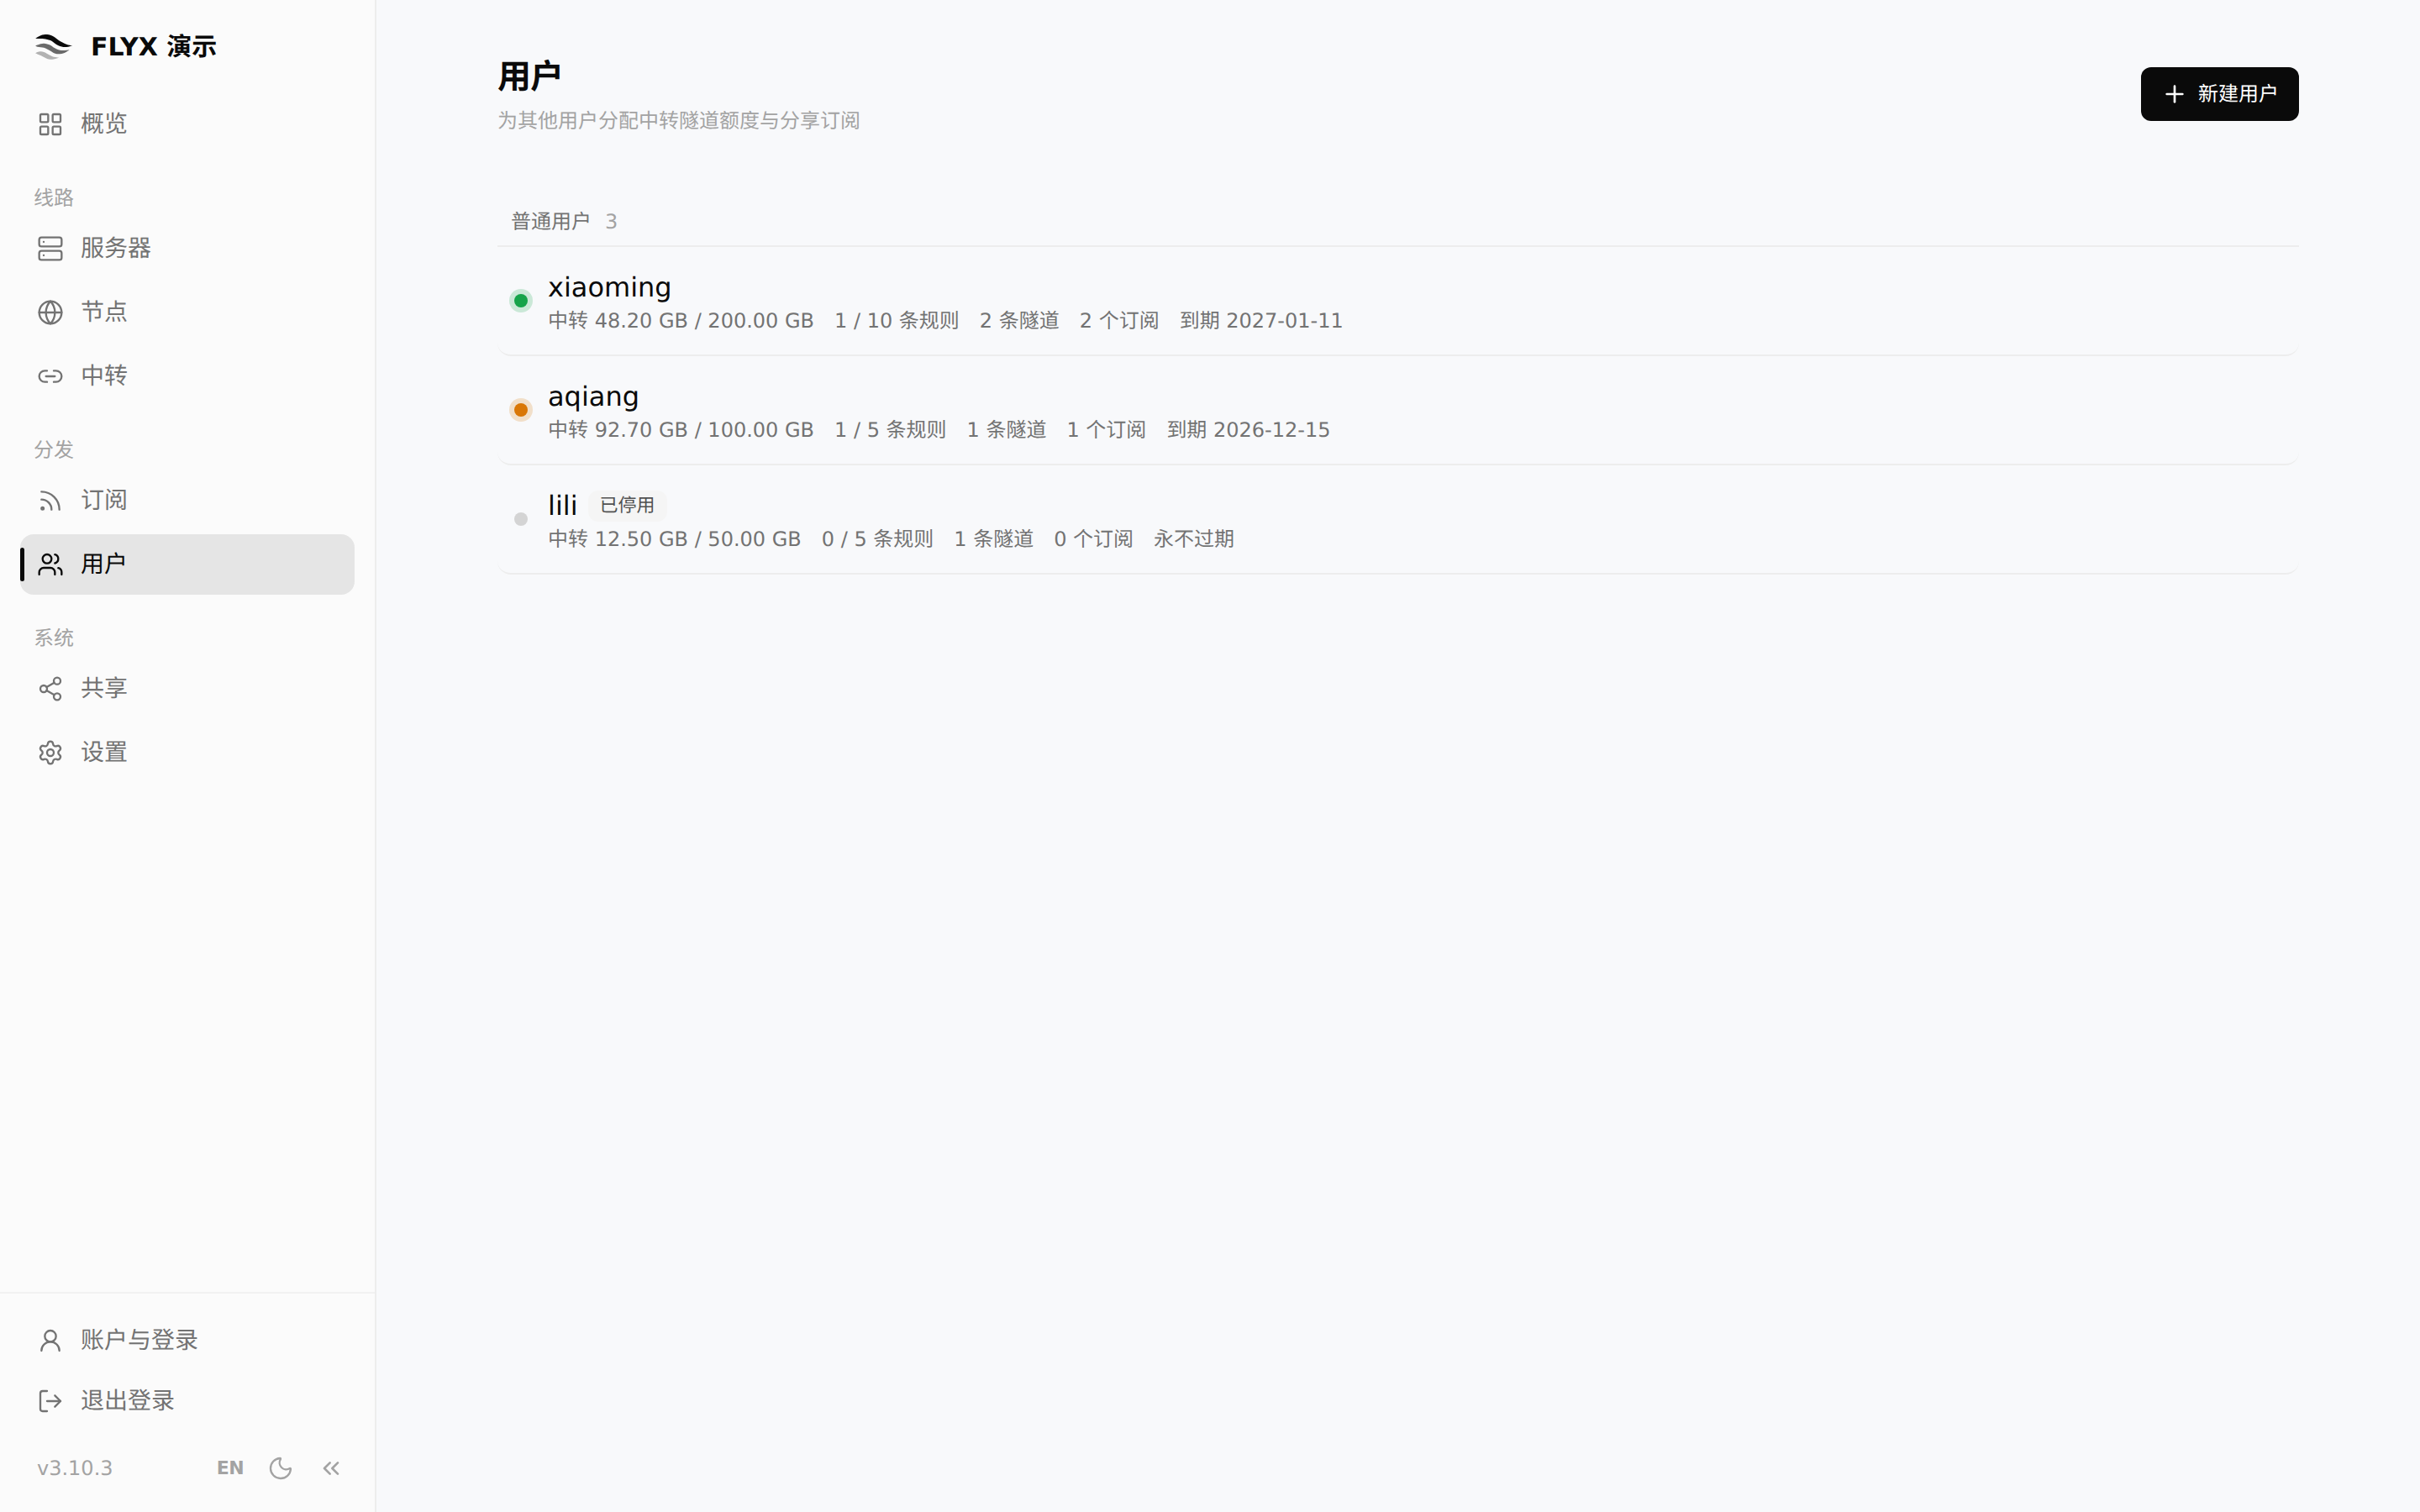 FLYX 演示
概览
线路
服务器
节点
中转
分发
订阅
用户
系统
共享
设置
账户与登录
退出登录
v3.10.3 EN
用户
为其他用户分配中转隧道额度与分享订阅
新建用户
普通用户 3
xiaoming
中转 48.20 GB / 200.00 GB 1 / 10 条规则 2 条隧道 2 个订阅 到期 2027-01-11
aqiang
中转 92.70 GB / 100.00 GB 1 / 5 条规则 1 条隧道 1 个订阅 到期 2026-12-15
lili 已停用
中转 12.50 GB / 50.00 GB 0 / 5 条规则 1 条隧道 0 个订阅 永不过期